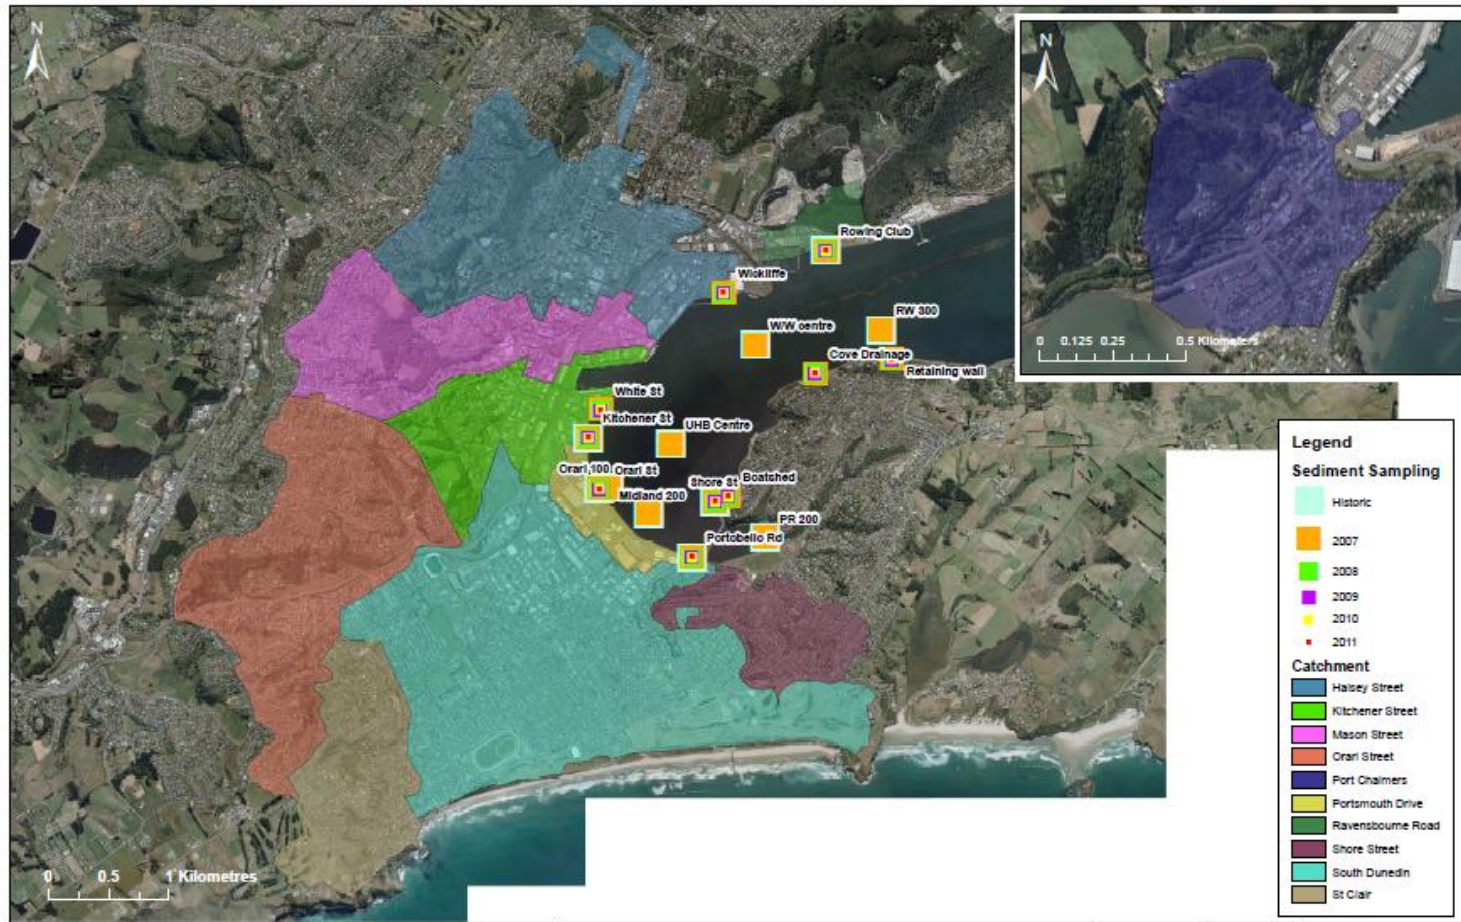 N
N
Rowing Club
Wickliffe
RW 300
W/W centre
0 0.125 0.25 0.5 Kilometers
Cove Drainage
Retaining wall
White St
Kitchener St
UHB Centre
Orari 100
Orari St
Shore St
Boatshed
Midland 200
PR 200
Portobello Rd
Legend
Sediment Sampling
Historic
2007
2008
2009
2010
2011
Catchment
Halsey Street
Kitchener Street
Mason Street
Orari Street
Port Chalmers
Portsmouth Drive
Ravensbourne Road
Shore Street
South Dunedin
St Clair
0 0.5 1 Kilometres